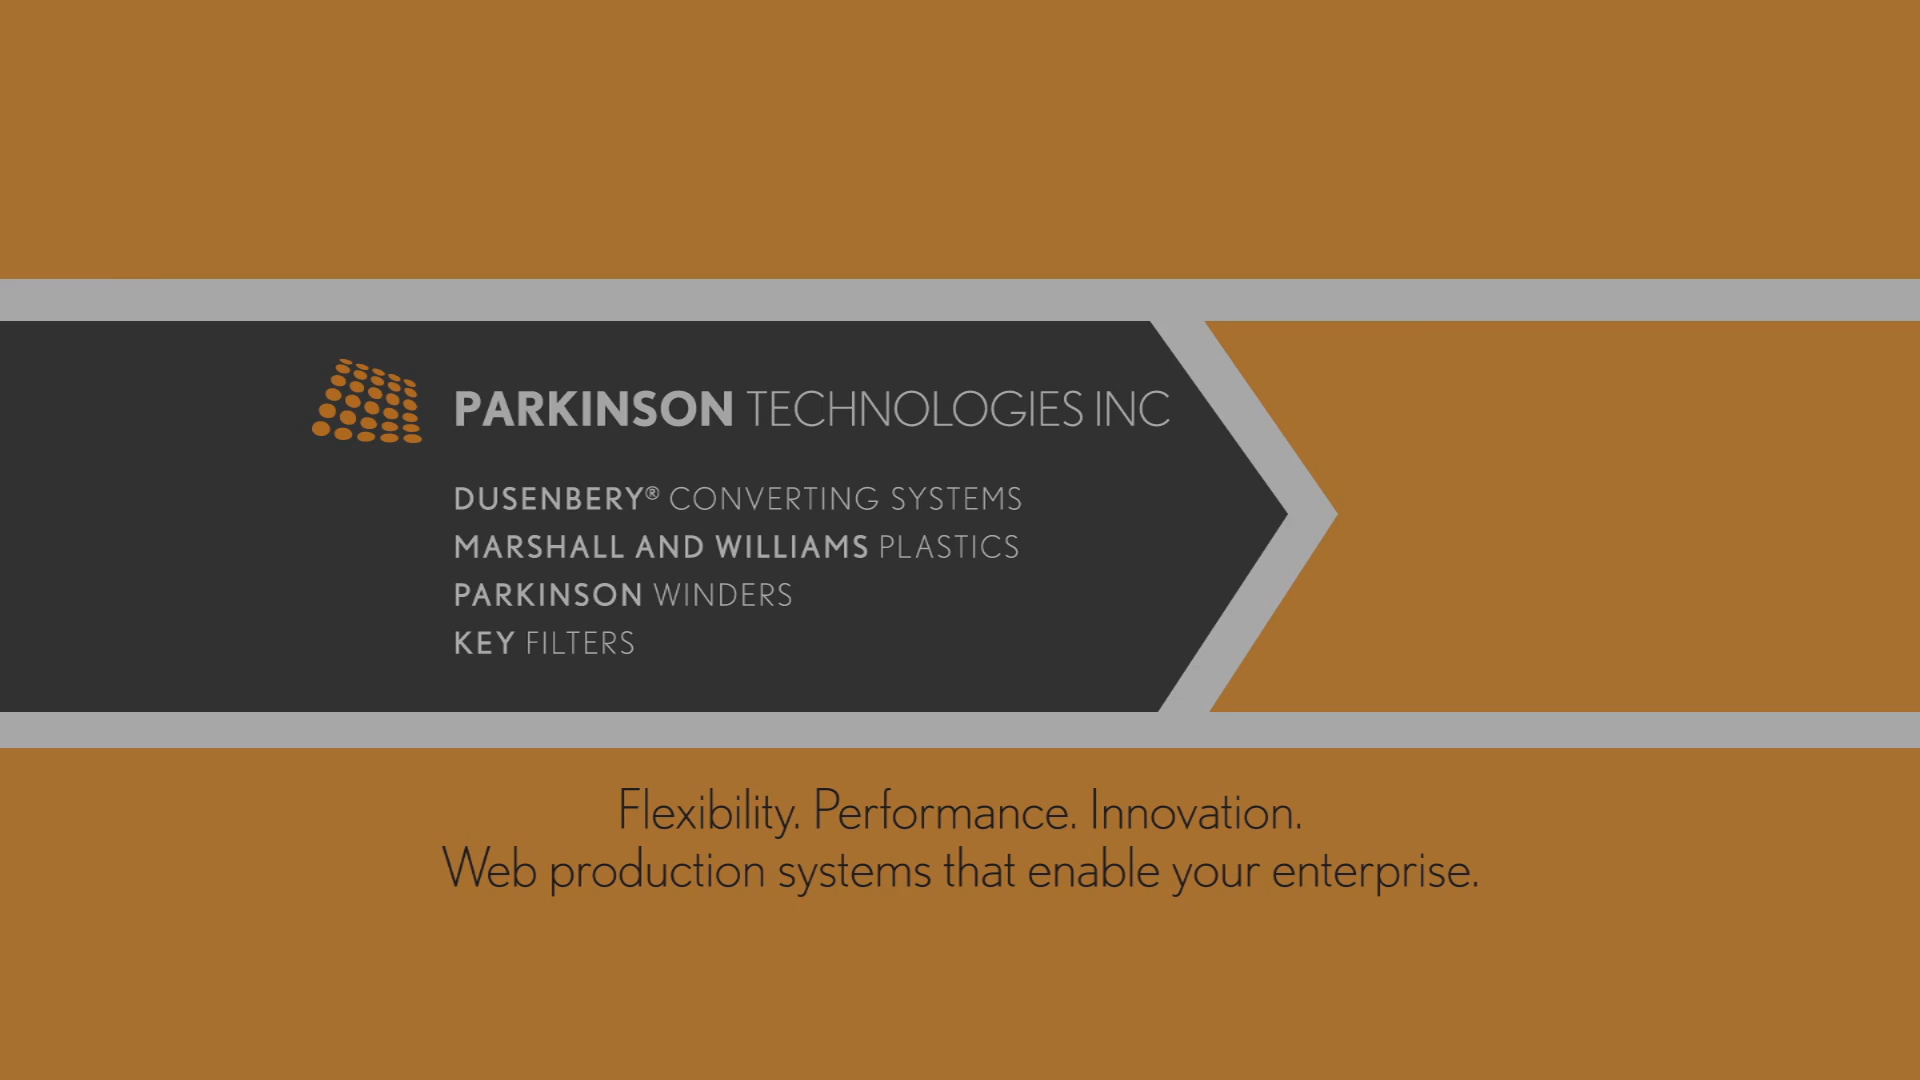 PARKINSON TECHNOLOGIES INC
DUSENBERY® CONVERTING SYSTEMS
MARSHALL AND WILLIAMS PLASTICS
PARKINSON WINDERS
KEY FILTERS
Flexibility. Performance. Innovation.
Web production systems that enable your enterprise.